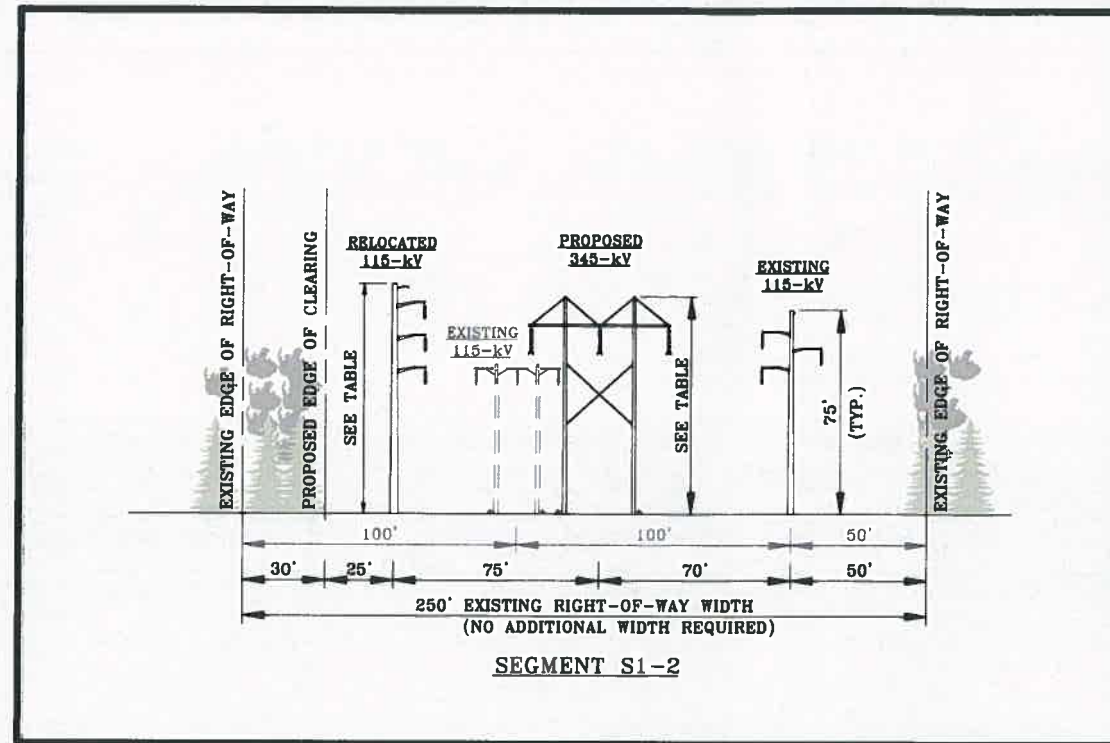 EXISTING EDGE OF RIGHT-OF-WAY
PROPOSED EDGE OF CLEARING
RELOCATED
115-kV
SEE TABLE
EXISTING
115-kV
PROPOSED
345-kV
SEE TABLE
EXISTING
115-kV
75'
(TYP.)
EXISTING EDGE OF RIGHT-OF-WAY
100' 100' 50'
30' 25' 75' 70' 50'
250' EXISTING RIGHT-OF-WAY WIDTH
(NO ADDITIONAL WIDTH REQUIRED)
SEGMENT S1-2